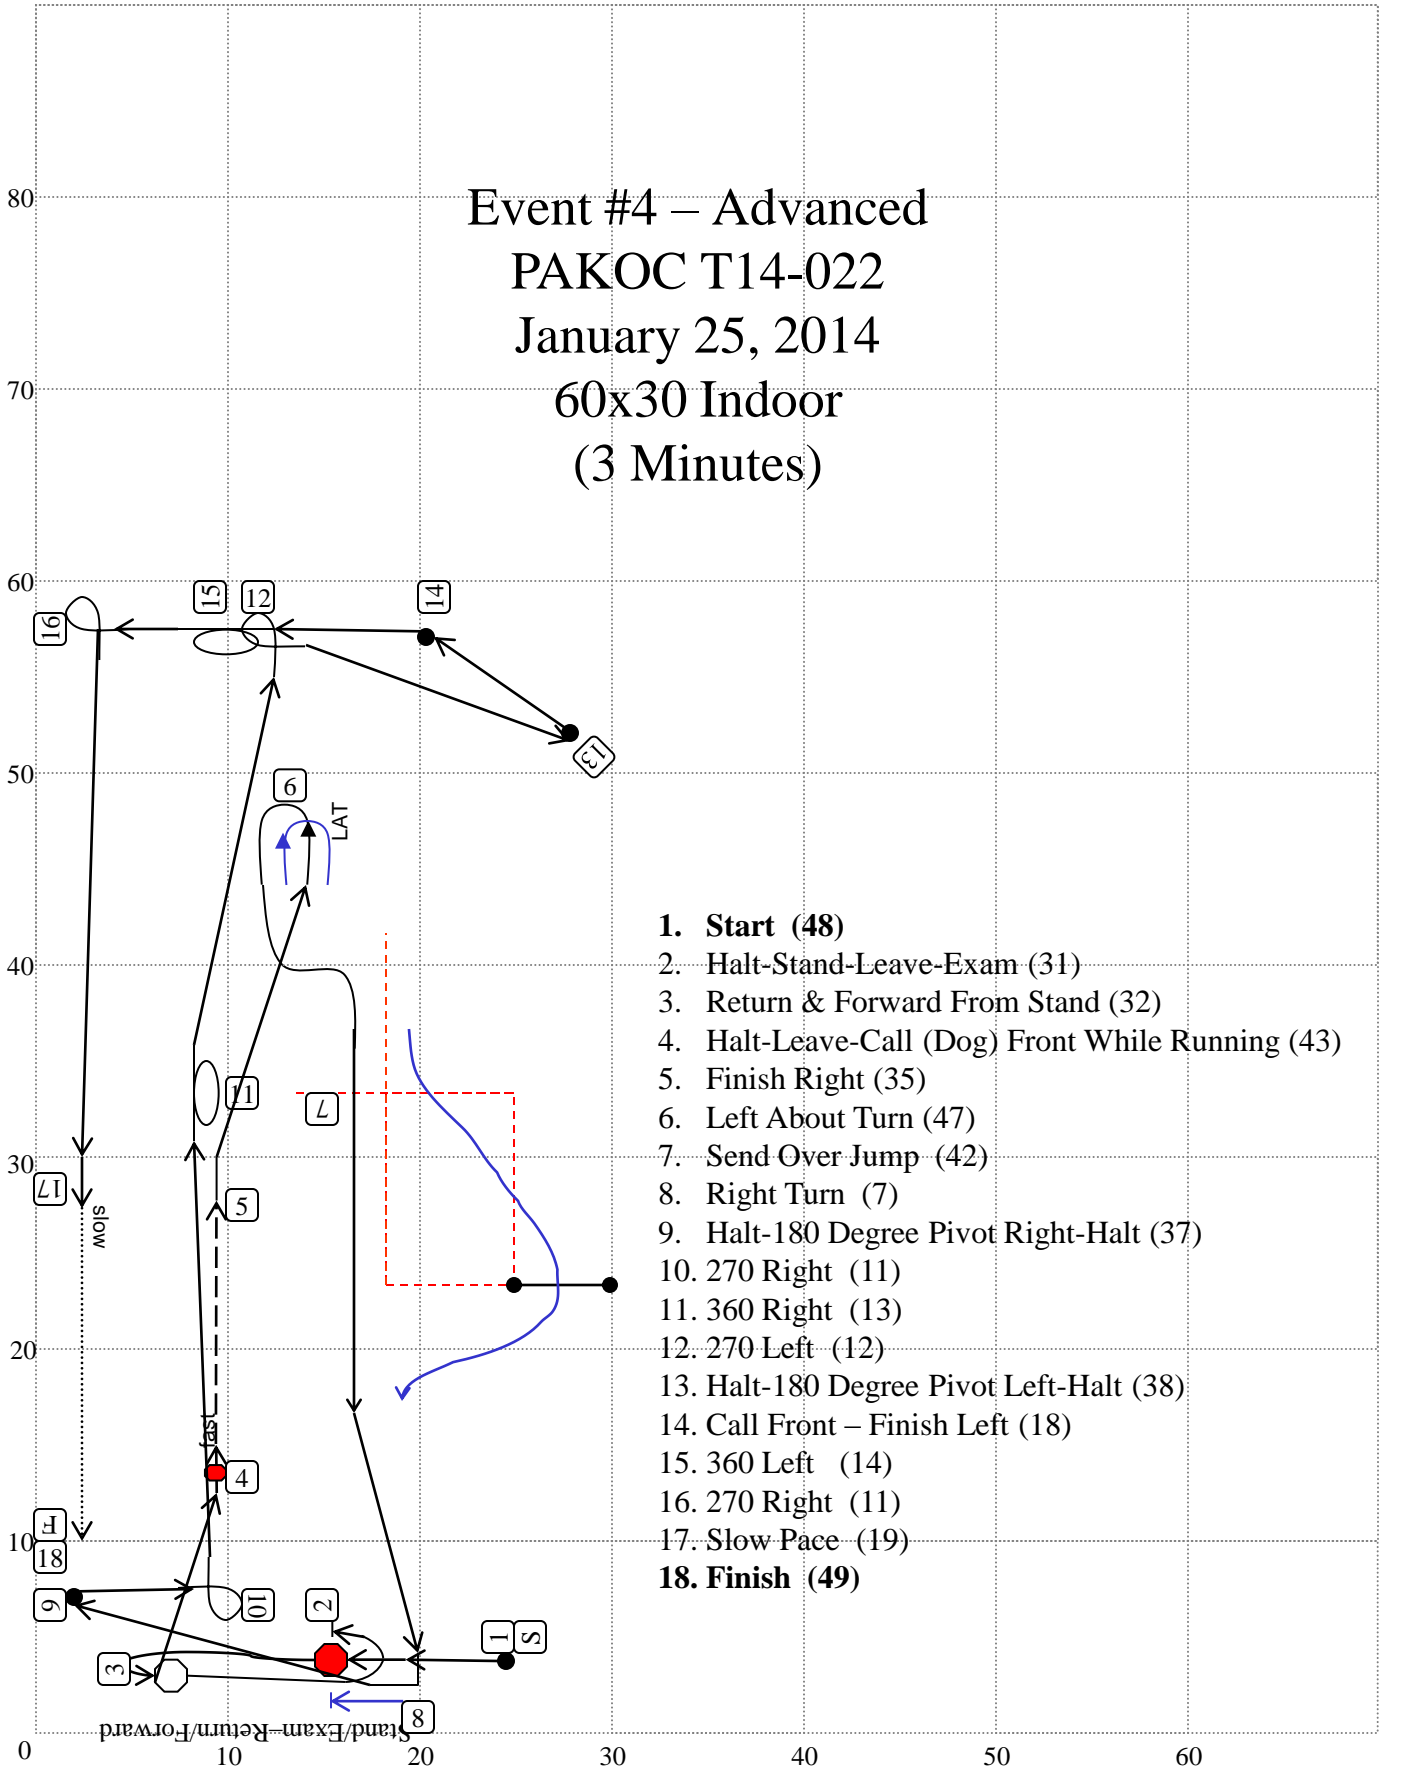 80
Event #4 – Advanced
PAKOC T14-022
January 25, 2014
70
60x30 Indoor
(3 Minutes)
60
15
12
14
16
13
50
6
LAT
1. Start (48)
40
2. Halt-Stand-Leave-Exam (31)
3. Return & Forward From Stand (32)
4. Halt-Leave-Call (Dog) Front While Running (43)
5. Finish Right (35)
11
7
6. Left About Turn (47)
30
7. Send Over Jump (42)
17
8. Right Turn (7)
5
slow
9. Halt-180 Degree Pivot Right-Halt (37)
10. 270 Right (11)
11. 360 Right (13)
20
12. 270 Left (12)
13. Halt-180 Degree Pivot Left-Halt (38)
fast
14. Call Front – Finish Left (18)
4
15. 360 Left (14)
16. 270 Right (11)
F
10
17. Slow Pace (19)
18
18. Finish (49)
9
10
2
1
S
3
8
Stand/Exam–Return/Forward
0
10
20
30
40
50
60